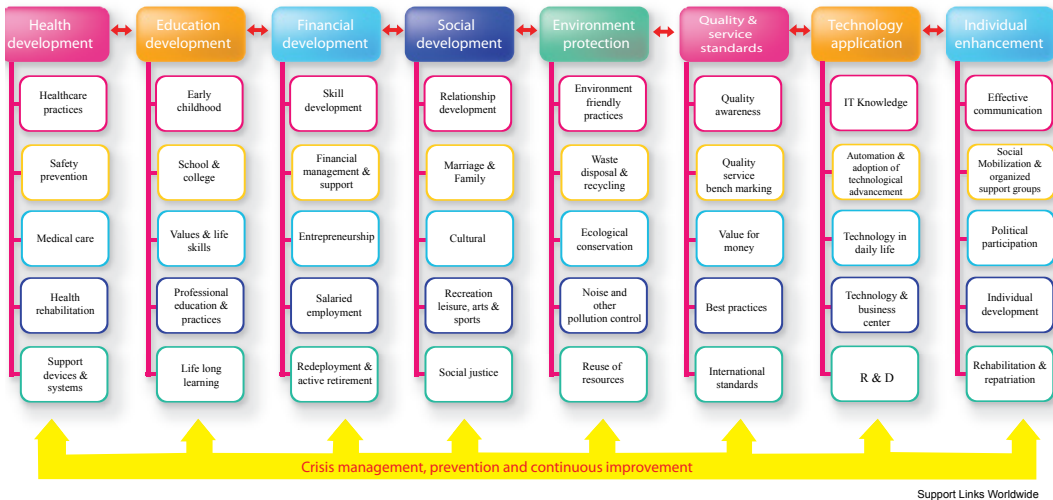 Health
development
Education
development
Financial
development
Social
development
Environment
protection
Quality &
service
standards
Technology
application
Individual
enhancement
Healthcare
practices
Safety
prevention
Medical care
Health
rehabilitation
Support
devices &
systems
Early
childhood
School &
college
Values & life
skills
Professional
education &
practices
Life long
learning
Skill
development
Financial
management &
support
Entrepreneurship
Salaried
employment
Redeployment &
active retirement
Relationship
development
Marriage &
Family
Cultural
Recreation
leisure, arts &
sports
Social justice
Environment
friendly
practices
Waste
disposal &
recycling
Ecological
conservation
Noise and
other
pollution control
Reuse of
resources
Quality
awareness
Quality
service
bench marking
Value for
money
Best practices
International
standards
IT Knowledge
Automation &
adoption of
technological
advancement
Technology in
daily life
Technology &
business
center
R & D
Effective
communication
Social
Mobilization &
organized
support groups
Political
participation
Individual
development
Rehabilitation &
repatriation
Crisis management, prevention and continuous improvement
Support Links Worldwide